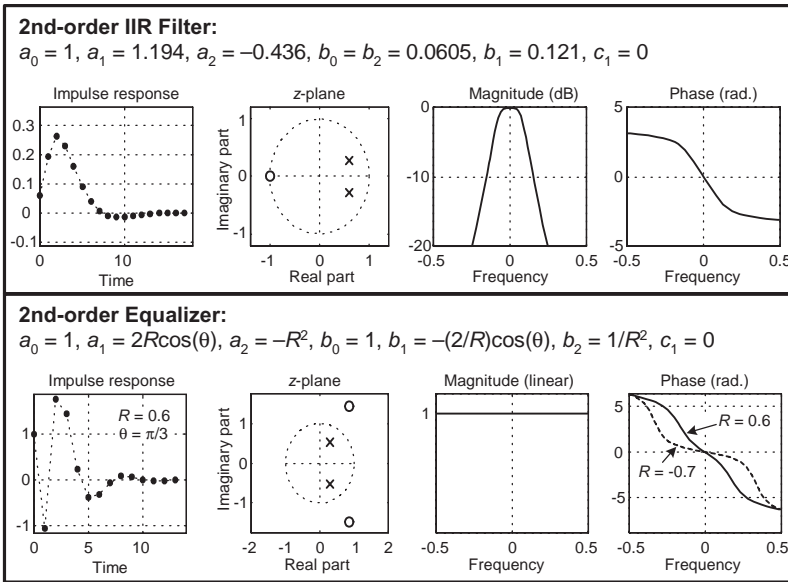 2nd-order IIR Filter:
a₀ = 1, a₁ = 1.194, a₂ = –0.436, b₀ = b₂ = 0.0605, b₁ = 0.121, c₁ = 0
Impulse response
0.3
0.2
0.1
0
-0.1
0
10
Time
z-plane
Imaginary part
1
0
-1
-1
0
1
Real part
Magnitude (dB)
0
-10
-20
-0.5
0
0.5
Frequency
Phase (rad.)
5
0
-5
-0.5
0
0.5
Frequency
2nd-order Equalizer:
a₀ = 1, a₁ = 2Rcos(θ), a₂ = –R², b₀ = 1, b₁ = –(2/R)cos(θ), b₂ = 1/R², c₁ = 0
Impulse response
R = 0.6
θ = π/3
1
0
-1
0
5
10
Time
z-plane
Imaginary part
1
0
-1
-2
-1
0
1
2
Real part
Magnitude (linear)
1
-0.5
0
0.5
Frequency
Phase (rad.)
R = 0.6
R = -0.7
5
0
-5
-0.5
0
0.5
Frequency